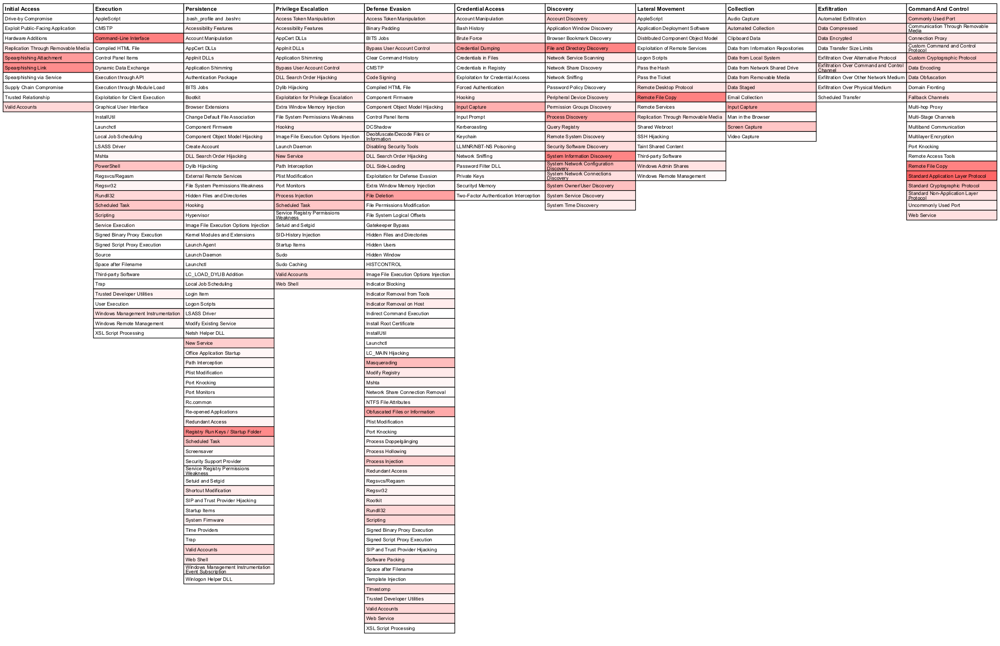 Initial Access
Drive-by Compromise
Exploit Public-Facing Application
Hardware Additions
Replication Through Removable Media
Spearphishing Attachment
Spearphishing Link
Spearphishing via Service
Supply Chain Compromise
Trusted Relationship
Valid Accounts
Execution
AppleScript
CMSTP
Command-Line Interface
Compiled HTML File
Control Panel Items
Dynamic Data Exchange
Execution through API
Execution through Module Load
Exploitation for Client Execution
Graphical User Interface
InstallUtil
Launchctl
Local Job Scheduling
LSASS Driver
Mshta
PowerShell
Regsvcs/Regasm
Regsvr32
Rundll32
Scheduled Task
Scripting
Service Execution
Signed Binary Proxy Execution
Signed Script Proxy Execution
Source
Space after Filename
Third-party Software
Trap
Trusted Developer Utilities
User Execution
Windows Management Instrumentation
Windows Remote Management
XSL Script Processing
Persistence
.bash_profile and .bashrc
Accessibility Features
Account Manipulation
AppCert DLLs
AppInit DLLs
Application Shimming
Authentication Package
BITS Jobs
Bootkit
Browser Extensions
Change Default File Association
Component Firmware
Component Object Model Hijacking
Create Account
DLL Search Order Hijacking
Dylib Hijacking
External Remote Services
File System Permissions Weakness
Hidden Files and Directories
Hooking
Hypervisor
Image File Execution Options Injection
Kernel Modules and Extensions
Launch Agent
Launch Daemon
Launchctl
LC_LOAD_DYLIB Addition
Local Job Scheduling
Login Item
Logon Scripts
LSASS Driver
Modify Existing Service
Netsh Helper DLL
New Service
Office Application Startup
Path Interception
Plist Modification
Port Knocking
Port Monitors
Rc.common
Re-opened Applications
Redundant Access
Registry Run Keys / Startup Folder
Scheduled Task
Screensaver
Security Support Provider
Service Registry Permissions
Weakness
Setuid and Setgid
Shortcut Modification
SIP and Trust Provider Hijacking
Startup Items
System Firmware
Time Providers
Trap
Valid Accounts
Web Shell
Windows Management Instrumentation
Event Subscription
Winlogon Helper DLL
Privilege Escalation
Access Token Manipulation
Accessibility Features
AppCert DLLs
AppInit DLLs
Application Shimming
Bypass User Account Control
DLL Search Order Hijacking
Dylib Hijacking
Exploitation for Privilege Escalation
Extra Window Memory Injection
File System Permissions Weakness
Hooking
Image File Execution Options Injection
Launch Daemon
New Service
Path Interception
Plist Modification
Port Monitors
Process Injection
Scheduled Task
Service Registry Permissions
Weakness
Setuid and Setgid
SID-History Injection
Startup Items
Sudo
Sudo Caching
Valid Accounts
Web Shell
Defense Evasion
Access Token Manipulation
Binary Padding
BITS Jobs
Bypass User Account Control
Clear Command History
CMSTP
Code Signing
Compiled HTML File
Component Firmware
Component Object Model Hijacking
Control Panel Items
DCShadow
Deobfuscate/Decode Files or
Information
Disabling Security Tools
DLL Search Order Hijacking
DLL Side-Loading
Exploitation for Defense Evasion
Extra Window Memory Injection
File Deletion
File Permissions Modification
File System Logical Offsets
Gatekeeper Bypass
Hidden Files and Directories
Hidden Users
Hidden Window
HISTCONTROL
Image File Execution Options Injection
Indicator Blocking
Indicator Removal from Tools
Indicator Removal on Host
Indirect Command Execution
Install Root Certificate
InstallUtil
Launchctl
LC_MAIN Hijacking
Masquerading
Modify Registry
Mshta
Network Share Connection Removal
NTFS File Attributes
Obfuscated Files or Information
Plist Modification
Port Knocking
Process Doppelgänging
Process Hollowing
Process Injection
Redundant Access
Regsvcs/Regasm
Regsvr32
Rootkit
Rundll32
Scripting
Signed Binary Proxy Execution
Signed Script Proxy Execution
SIP and Trust Provider Hijacking
Software Packing
Space after Filename
Template Injection
Timestomp
Trusted Developer Utilities
Valid Accounts
Web Service
XSL Script Processing
Credential Access
Account Manipulation
Bash History
Brute Force
Credential Dumping
Credentials in Files
Credentials in Registry
Exploitation for Credential Access
Forced Authentication
Hooking
Input Capture
Input Prompt
Kerberoasting
Keychain
LLMNR/NBT-NS Poisoning
Network Sniffing
Password Filter DLL
Private Keys
Securityd Memory
Two-Factor Authentication Interception
Discovery
Account Discovery
Application Window Discovery
Browser Bookmark Discovery
File and Directory Discovery
Network Service Scanning
Network Share Discovery
Network Sniffing
Password Policy Discovery
Peripheral Device Discovery
Permission Groups Discovery
Process Discovery
Query Registry
Remote System Discovery
Security Software Discovery
System Information Discovery
System Network Configuration
Discovery
System Network Connections
Discovery
System Owner/User Discovery
System Service Discovery
System Time Discovery
Lateral Movement
AppleScript
Application Deployment Software
Distributed Component Object Model
Exploitation of Remote Services
Logon Scripts
Pass the Hash
Pass the Ticket
Remote Desktop Protocol
Remote File Copy
Remote Services
Replication Through Removable Media
Shared Webroot
SSH Hijacking
Taint Shared Content
Third-party Software
Windows Admin Shares
Windows Remote Management
Collection
Audio Capture
Automated Collection
Clipboard Data
Data from Information Repositories
Data from Local System
Data from Network Shared Drive
Data from Removable Media
Data Staged
Email Collection
Input Capture
Man in the Browser
Screen Capture
Video Capture
Exfiltration
Automated Exfiltration
Data Compressed
Data Encrypted
Data Transfer Size Limits
Exfiltration Over Alternative Protocol
Exfiltration Over Command and Control
Channel
Exfiltration Over Other Network Medium
Exfiltration Over Physical Medium
Scheduled Transfer
Command And Control
Commonly Used Port
Communication Through Removable
Media
Connection Proxy
Custom Command and Control
Protocol
Custom Cryptographic Protocol
Data Encoding
Data Obfuscation
Domain Fronting
Fallback Channels
Multi-hop Proxy
Multi-Stage Channels
Multiband Communication
Multilayer Encryption
Port Knocking
Remote Access Tools
Remote File Copy
Standard Application Layer Protocol
Standard Cryptographic Protocol
Standard Non-Application Layer
Protocol
Uncommonly Used Port
Web Service